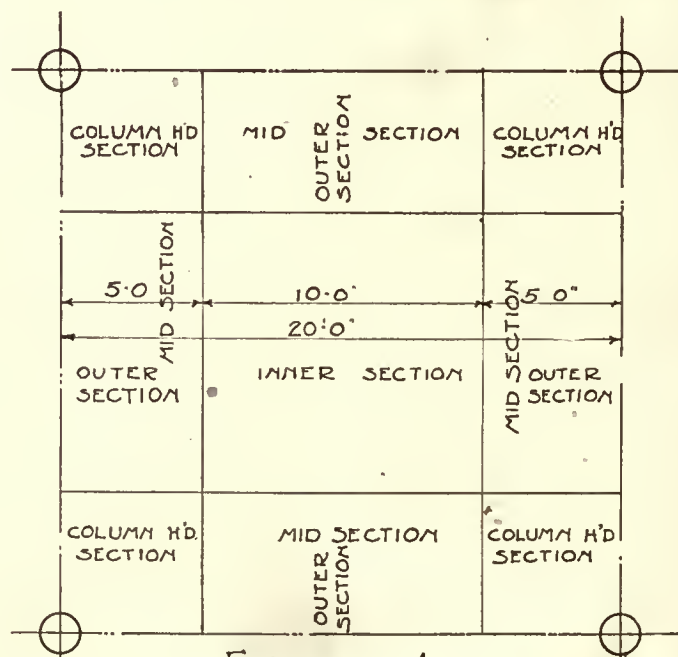 COLUMN H'D SECTION
MID SECTION
OUTER SECTION
COLUMN H'D SECTION
MID SECTION
5-0
10-0"
5 0"
20'-0"
MID SECTION
OUTER SECTION
INNER SECTION
OUTER SECTION
COLUMN H'D. SECTION
MID SECTION
OUTER SECTION
COLUMN H'D SECTION